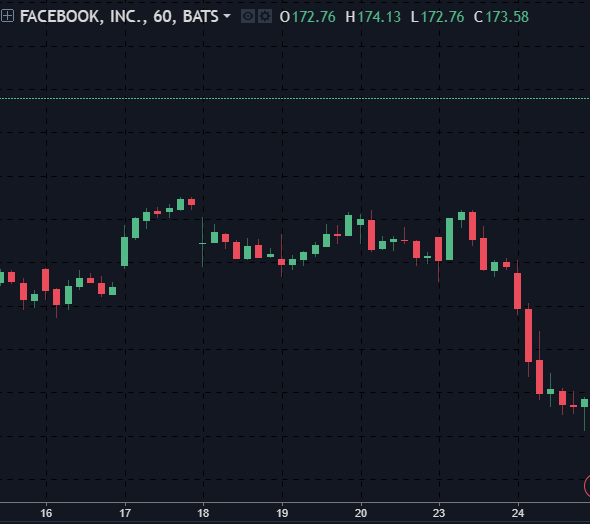 FACEBOOK, INC., 60, BATS O172.76 H174.13 L172.76 C173.58
16 17 18 19 20 23 24